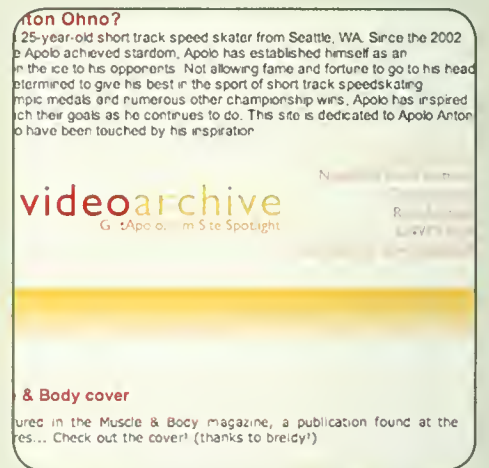 ton Ohno?
25-year-old short track speed skater from Seattle, WA. Since the 2002
e Apolo achieved stardom, Apolo has established himself as an
n the ice to his opponents Not allowing fame and fortune to go to his head
etermined to give his best in the sport of short track speedskating
mpic medals and numerous other championship wins, Apolo has inspired
ch their goals as he continues to do. This site is dedicated to Apolo Anton
o have been touched by his inspiration
videoarchive
Site Spotlight
& Body cover
ured in the Muscle & Body magazine, a publication found at the
res... Check out the cover! (thanks to breidy!)